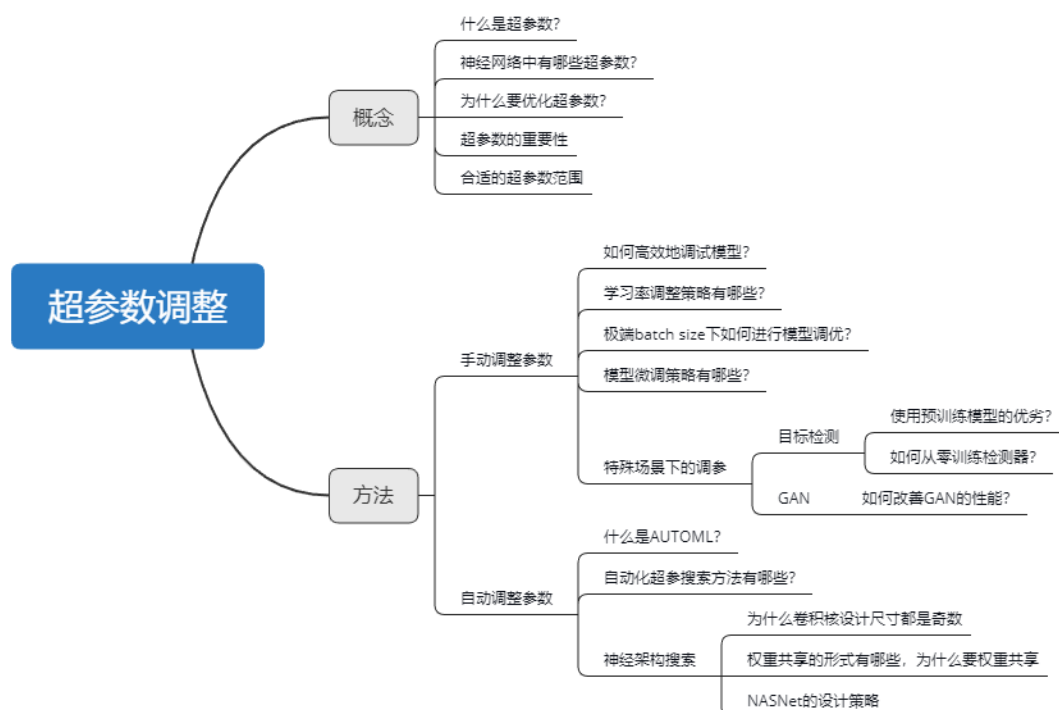 超参数调整
概念
什么是超参数?
神经网络中有哪些超参数?
为什么要优化超参数?
超参数的重要性
合适的超参数范围
方法
手动调整参数
如何高效地调试模型?
学习率调整策略有哪些?
极端batch size下如何进行模型调优?
模型微调策略有哪些?
特殊场景下的调参
目标检测
使用预训练模型的优劣?
如何从零训练检测器?
GAN
如何改善GAN的性能?
自动调整参数
什么是AUTOML?
自动化超参搜索方法有哪些?
神经架构搜索
为什么卷积核设计尺寸都是奇数
权重共享的形式有哪些，为什么要权重共享
NASNet的设计策略